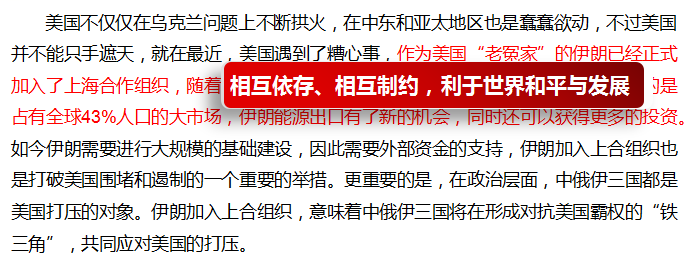 美国不仅仅在乌克兰问题上不断拱火，在中东和亚太地区也是蠢蠢欲动，不过美国
并不能只手遮天，就在最近，美国遇到了糟心事，作为美国“老冤家”的伊朗已经正式
加入了上海合作组织，随着
相互依存、相互制约，利于世界和平与发展
的是
占有全球43%人口的大市场，伊朗能源出口有了新的机会，同时还可以获得更多的投资。
如今伊朗需要进行大规模的基础建设，因此需要外部资金的支持，伊朗加入上合组织也
是打破美国围堵和遏制的一个重要的举措。更重要的是，在政治层面，中俄伊三国都是
美国打压的对象。伊朗加入上合组织，意味着中俄伊三国将在形成对抗美国霸权的“铁
三角”，共同应对美国的打压。